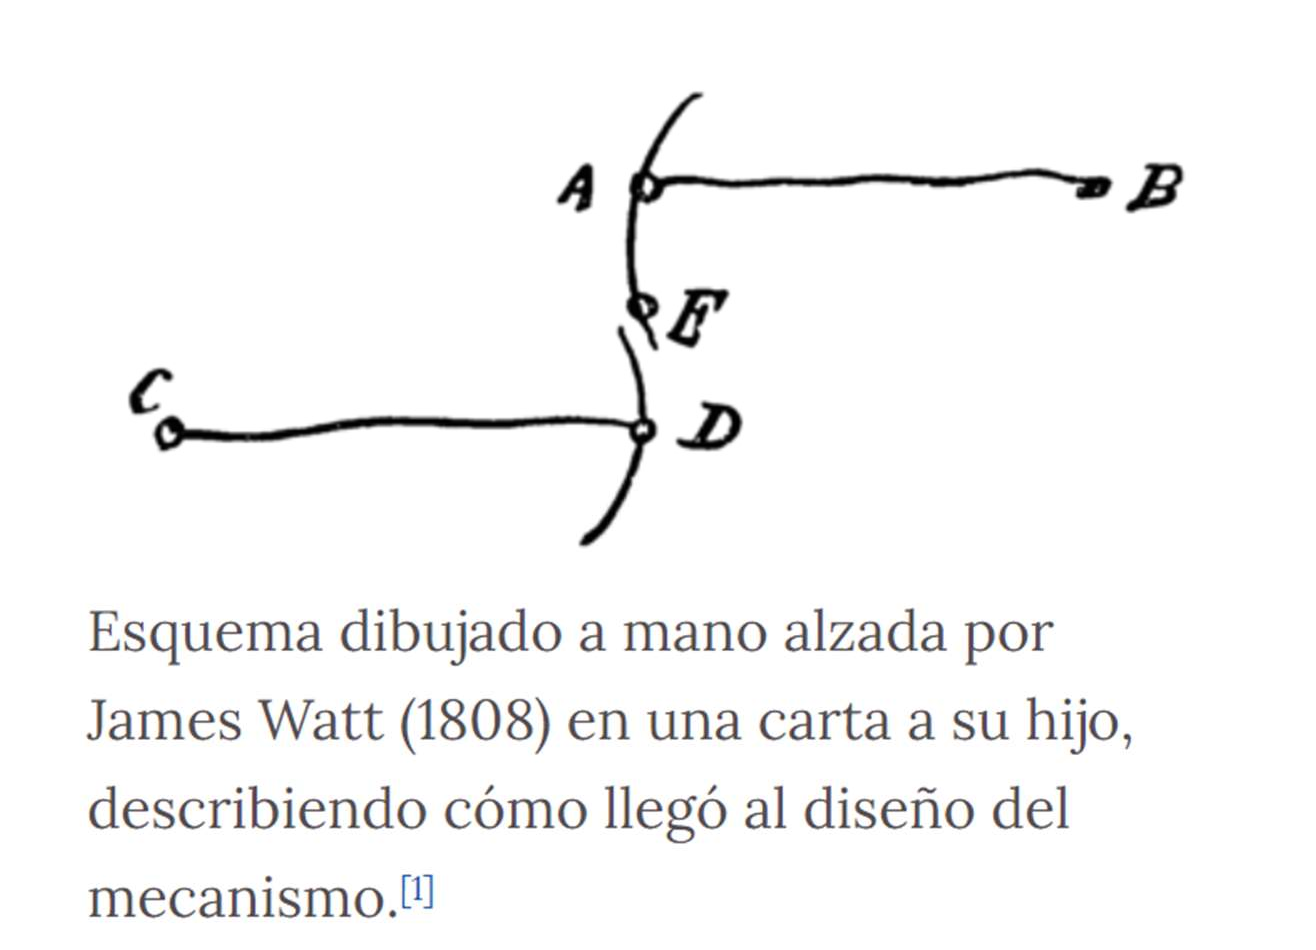 A
B
E
C
D
Esquema dibujado a mano alzada por
James Watt (1808) en una carta a su hijo,
describiendo cómo llegó al diseño del
mecanismo.[1]